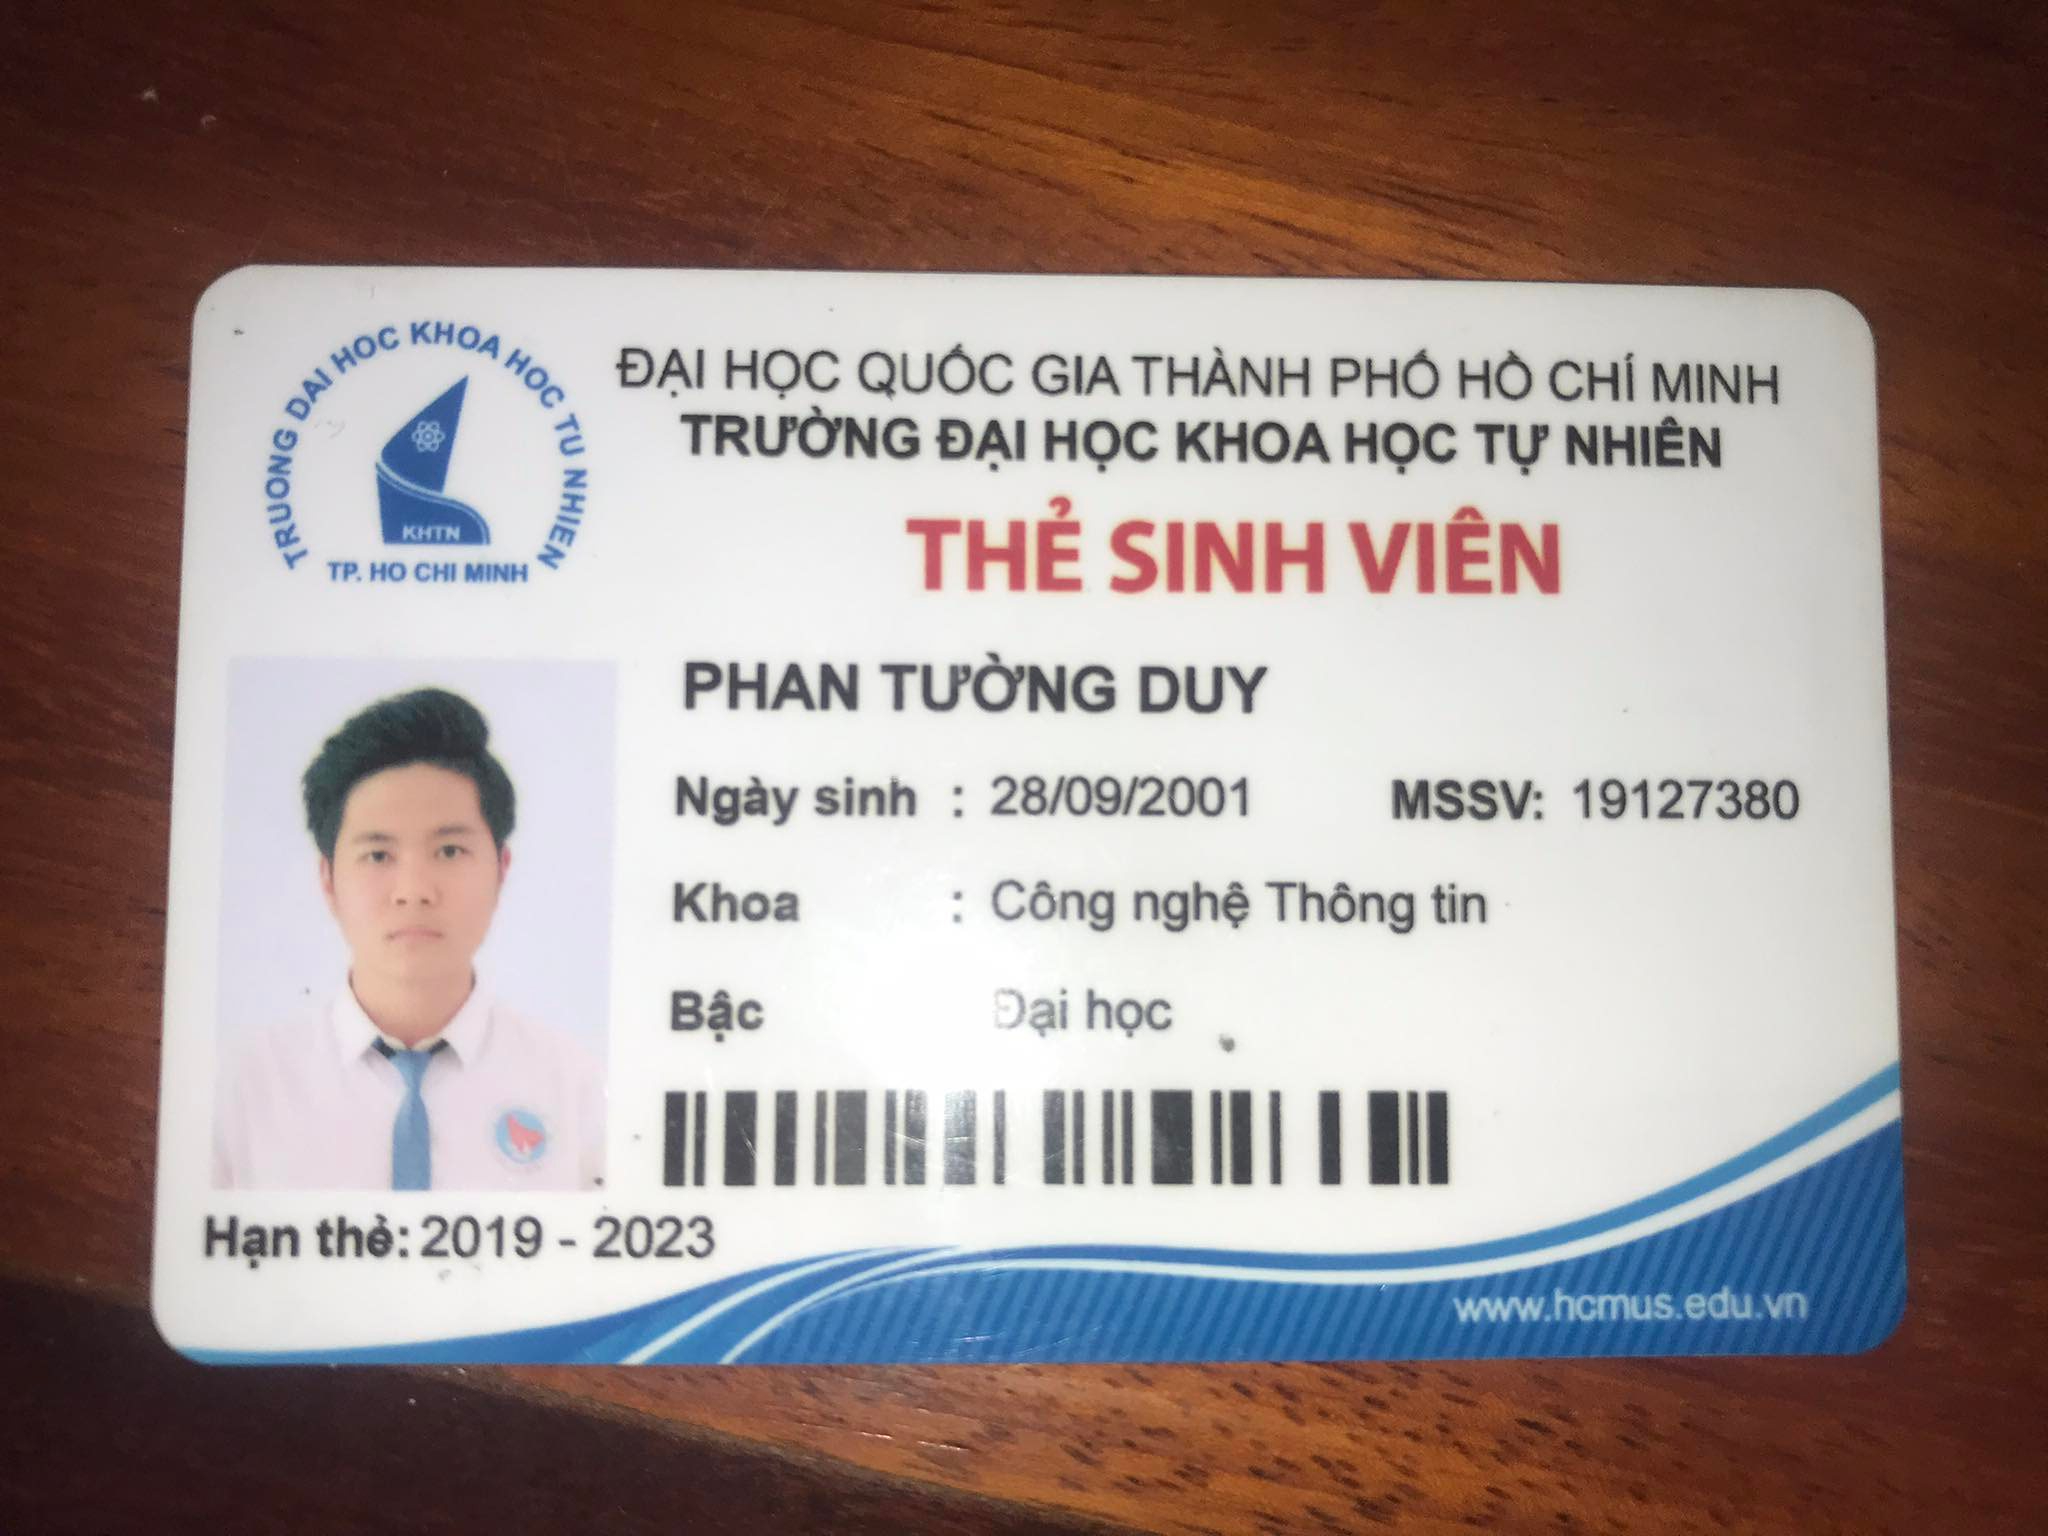 TRUONG DAI HOC KHOA HOC TU NHIEN
KHTN
TP. HO CHI MINH
ĐẠI HỌC QUỐC GIA THÀNH PHỐ HỒ CHÍ MINH
TRƯỜNG ĐẠI HỌC KHOA HỌC TỰ NHIÊN
THẺ SINH VIÊN
PHAN TƯỜNG DUY
Ngày sinh : 28/09/2001 MSSV: 19127380
Khoa : Công nghệ Thông tin
Bậc Đại học
Hạn thẻ: 2019 - 2023
www.hcmus.edu.vn